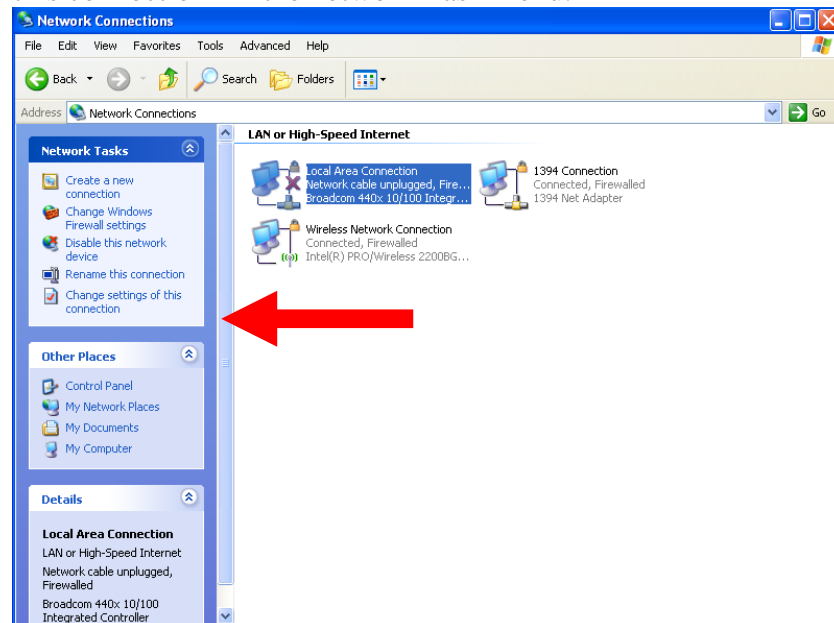 Network Connections
File Edit View Favorites Tools Advanced Help
Back Search Folders
Address Network Connections Go
Network Tasks
Create a new
connection
Change Windows
Firewall settings
Disable this network
device
Rename this connection
Change settings of this
connection
Other Places
Control Panel
My Network Places
My Documents
My Computer
Details
Local Area Connection
LAN or High-Speed Internet
Network cable unplugged,
Firewalled
Broadcom 440x 10/100
Integrated Controller
LAN or High-Speed Internet
Local Area Connection
Network cable unplugged, Fire...
Broadcom 440x 10/100 Integr...
1394 Connection
Connected, Firewalled
1394 Net Adapter
Wireless Network Connection
Connected, Firewalled
Intel(R) PRO/Wireless 2200BG...